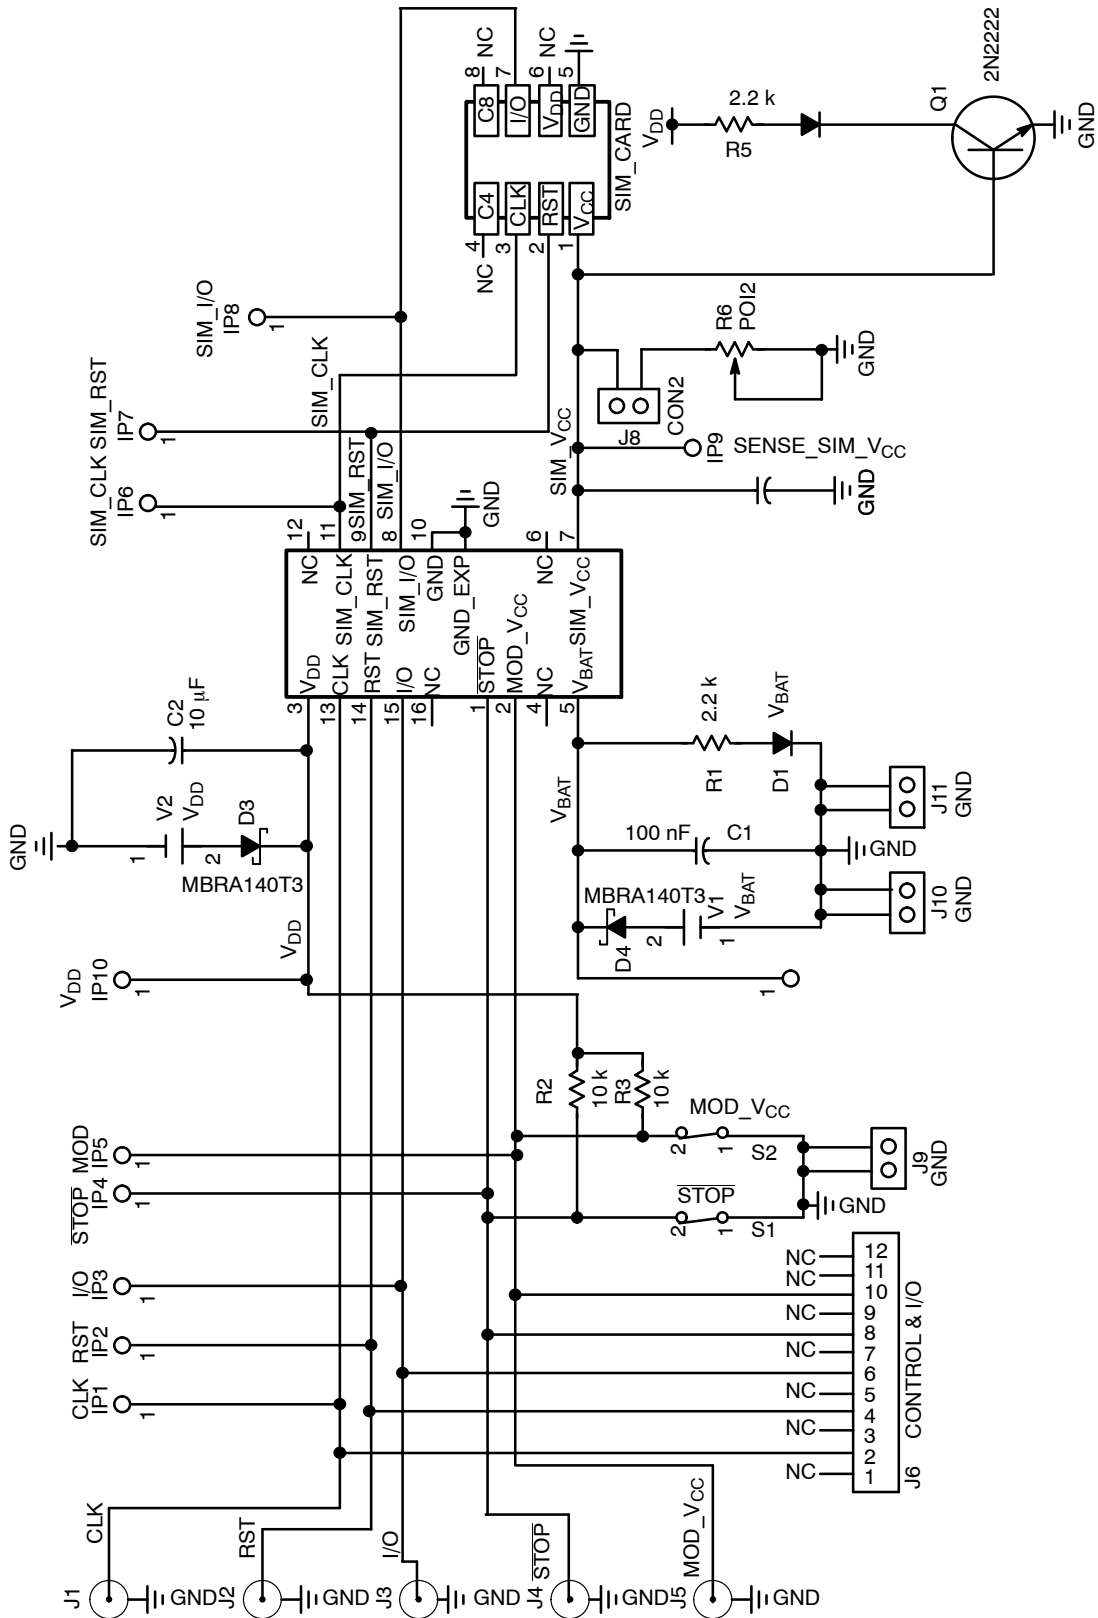 J1
CLK
GND
J2
RST
GND
J3
I/O
GND
J4
STOP
GND
J5
MOD_VCC
GND
CLK
IP1
1
RST
IP2
1
I/O
IP3
1
STOP
IP4
1
MOD
IP5
1
VDD
IP10
1
J6
CONTROL & I/O
1
2
3
4
5
6
7
8
9
10
11
12
NC
NC
NC
NC
NC
NC
NC
STOP
2
1
S1
MOD_VCC
2
1
S2
GND
J9
GND
R2
10 k
R3
10 k
VDD
GND
1
V2
VDD
2
D3
MBRA140T3
C2
10 μF
1
VBAT
MBRA140T3
D4
2
V1
1
VBAT
100 nF
C1
GND
J10
GND
J11
GND
R1
2.2 k
D1
VBAT
3
13
14
15
16
1
2
4
5
VDD
CLK
RST
I/O
NC
STOP
MOD_VCC
NC
VBAT
NC
SIM_CLK
SIM_RST
SIM_I/O
GND
GND_EXP
NC
SIM_VCC
12
11
9
8
10
6
7
GND
SIM_CLK
IP6
1
SIM_RST
IP7
1
SIM_I/O
IP8
1
SIM_RST
SIM_I/O
SIM_CLK
SIM_VCC
GND
IP9
SENSE_SIM_VCC
J8
CON2
R6
POI2
GND
NC
4
3
2
1
C4
CLK
RST
VCC
C8
I/O
VDD
GND
8
7
6
5
NC
NC
SIM_CARD
VDD
R5
2.2 k
Q1
2N2222
GND